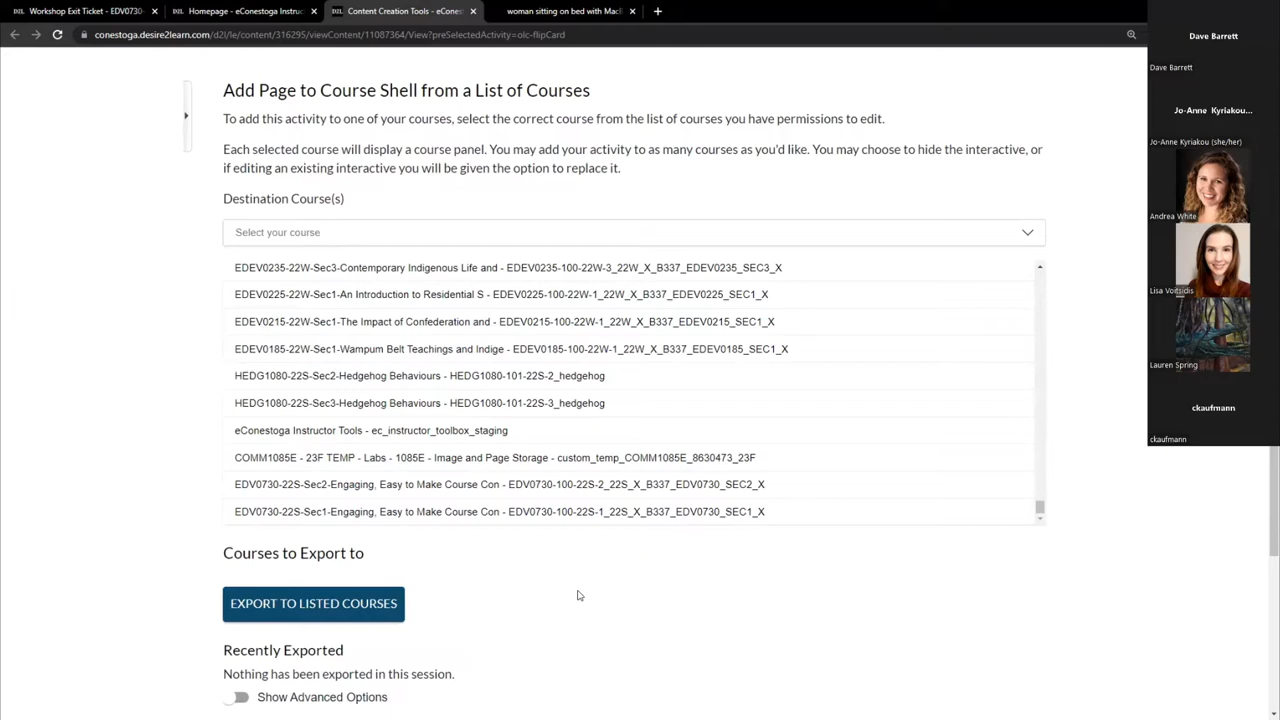 Workshop Exit Ticket - EDV0730-
Homepage - eConestoga Instruc
Content Creation Tools - eCones
woman sitting on bed with MacB
conestoga.desire2learn.com/d2l/le/content/316295/viewContent/11087364/View?preSelectedActivity=olc-flipCard
Add Page to Course Shell from a List of Courses
To add this activity to one of your courses, select the correct course from the list of courses you have permissions to edit.
Each selected course will display a course panel. You may add your activity to as many courses as you'd like. You may choose to hide the interactive, or
if editing an existing interactive you will be given the option to replace it.
Destination Course(s)
Select your course
EDEV0235-22W-Sec3-Contemporary Indigenous Life and - EDEV0235-100-22W-3_22W_X_B337_EDEV0235_SEC3_X
EDEV0225-22W-Sec1-An Introduction to Residential S - EDEV0225-100-22W-1_22W_X_B337_EDEV0225_SEC1_X
EDEV0215-22W-Sec1-The Impact of Confederation and - EDEV0215-100-22W-1_22W_X_B337_EDEV0215_SEC1_X
EDEV0185-22W-Sec1-Wampum Belt Teachings and Indige - EDEV0185-100-22W-1_22W_X_B337_EDEV0185_SEC1_X
HEDG1080-22S-Sec2-Hedgehog Behaviours - HEDG1080-101-22S-2_hedgehog
HEDG1080-22S-Sec3-Hedgehog Behaviours - HEDG1080-101-22S-3_hedgehog
eConestoga Instructor Tools - ec_instructor_toolbox_staging
COMM1085E - 23F TEMP - Labs - 1085E - Image and Page Storage - custom_temp_COMM1085E_8630473_23F
EDV0730-22S-Sec2-Engaging, Easy to Make Course Con - EDV0730-100-22S-2_22S_X_B337_EDV0730_SEC2_X
EDV0730-22S-Sec1-Engaging, Easy to Make Course Con - EDV0730-100-22S-1_22S_X_B337_EDV0730_SEC1_X
Courses to Export to
EXPORT TO LISTED COURSES
Recently Exported
Nothing has been exported in this session.
Show Advanced Options
Dave Barrett
Dave Barrett
Jo-Anne Kyriakou...
Jo-Anne Kyriakou (she/her)
Andrea White
Lisa Voitsidis
Lauren Spring
ckaufmann
ckaufmann